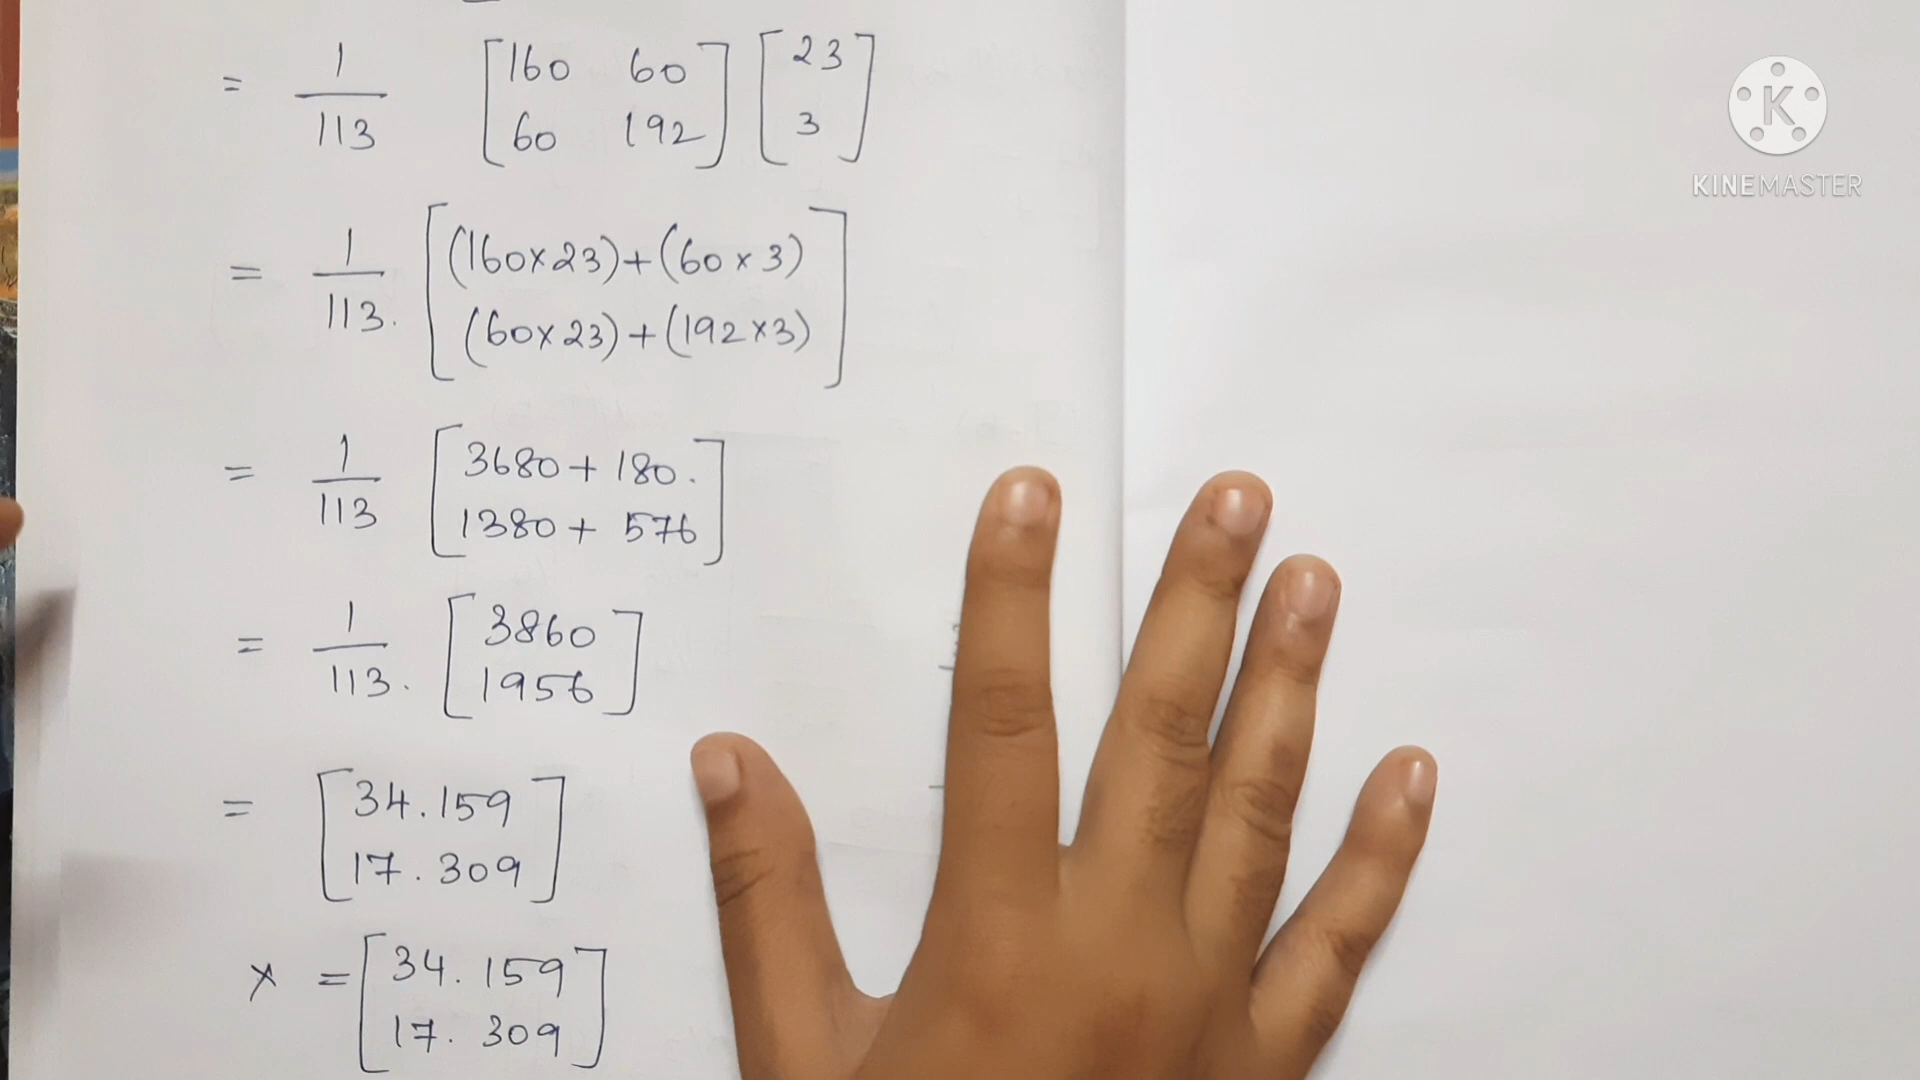 = 1/113 [160 60 60 192] [23 3]
= 1/113. [(160×23)+(60×3) (60×23)+(192×3)]
= 1/113 [3680+180. 1380+576]
= 1/113. [3860 1956]
= [34.159 17.309]
x = [34.159 17.309]
K
KINEMASTER